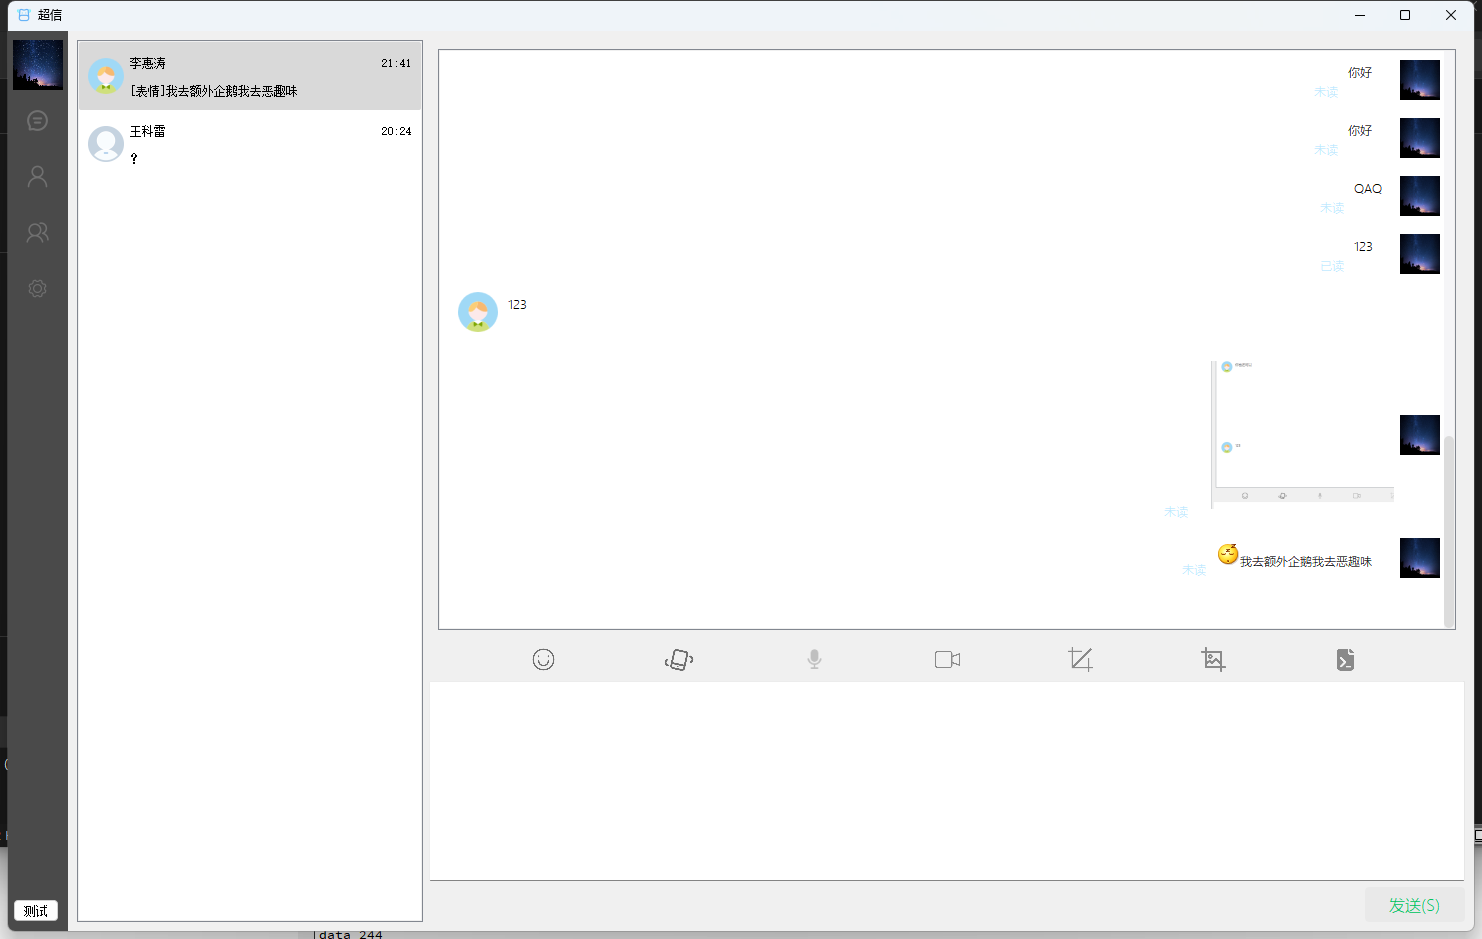 超信
李惠涛 21:41
[表情]我去额外企鹅我去恶趣味
王科雷 20:24
?
你好
未读
你好
未读
QAQ
未读
123
已读
123
未读
我去额外企鹅我去恶趣味
未读
发送(S)
测试
data 244